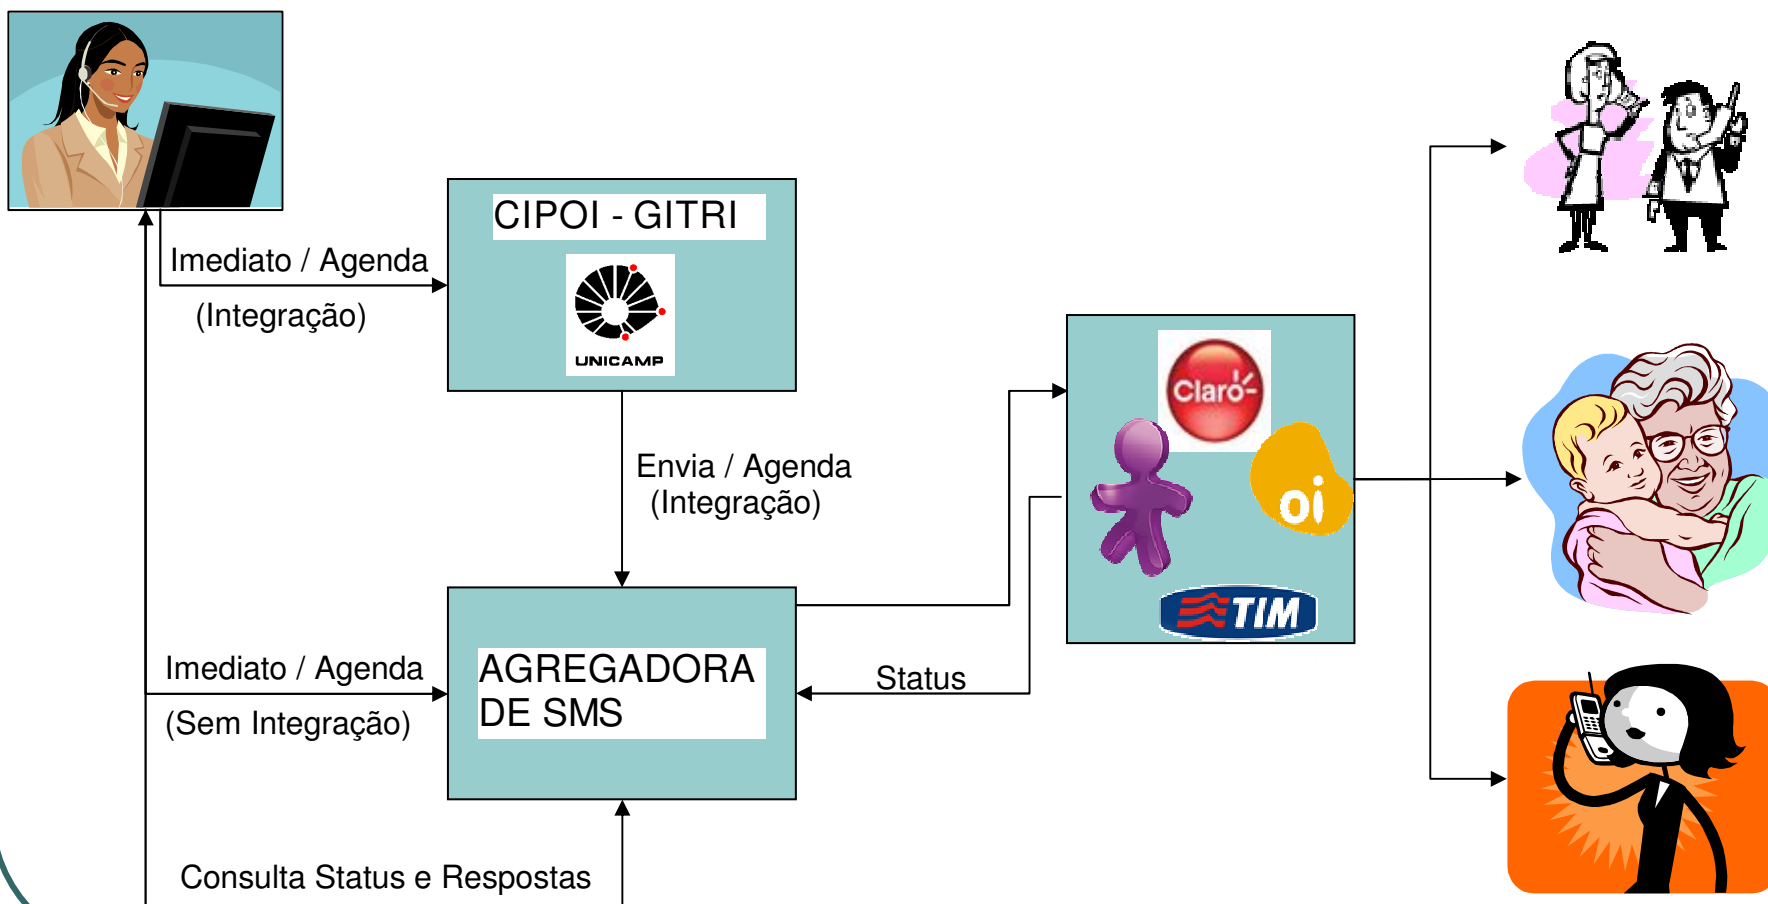 CIPOI - GITRI
UNICAMP
Imediato / Agenda
(Integração)
Claro-
Envia / Agenda
(Integração)
oi
TIM
Imediato / Agenda
(Sem Integração)
AGREGADORA
DE SMS
Status
Consulta Status e Respostas